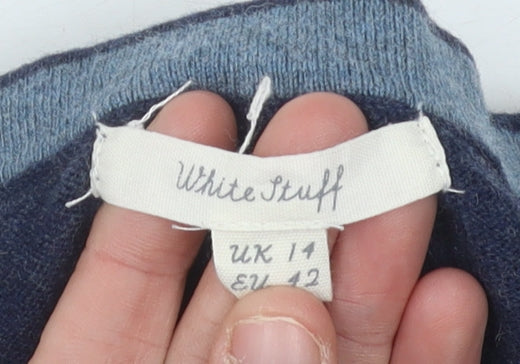 White Stuff
UK 14
EU 42